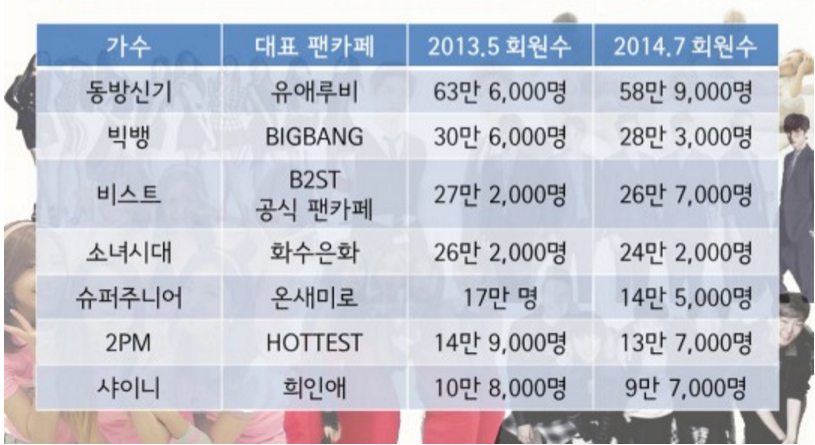 가수 대표 팬카페 2013.5 회원수 2014.7 회원수
동방신기 유애루비 63만 6,000명 58만 9,000명
빅뱅 BIGBANG 30만 6,000명 28만 3,000명
비스트 B2ST 공식 팬카페 27만 2,000명 26만 7,000명
소녀시대 화수은화 26만 2,000명 24만 2,000명
슈퍼주니어 온새미로 17만 명 14만 5,000명
2PM HOTTEST 14만 9,000명 13만 7,000명
샤이니 희인애 10만 8,000명 9만 7,000명